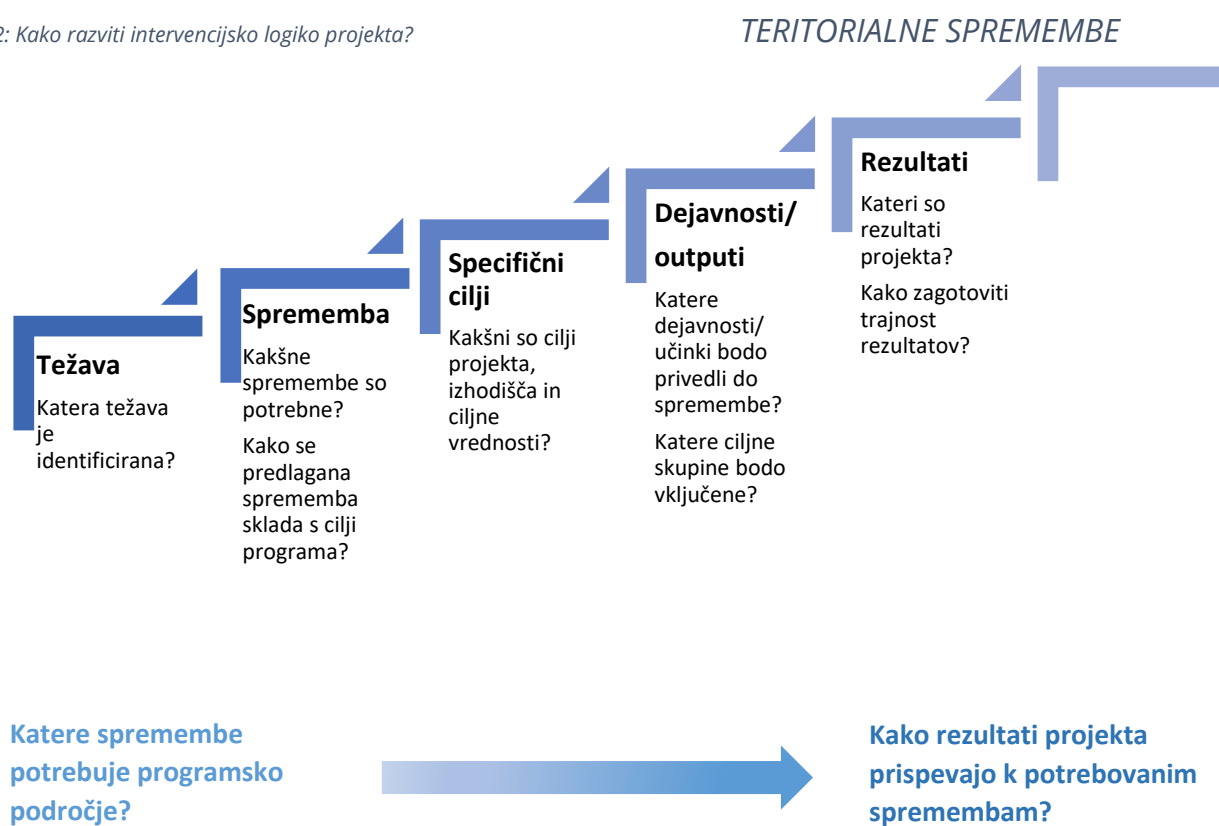 2: Kako razviti intervencijsko logiko projekta?
TERITORIALNE SPREMEMBE
Težava
Katera težava
je
identificirana?
Sprememba
Kakšne
spremembe so
potrebne?
Kako se
predlagana
sprememba
sklada s cilji
programa?
Specifični
cilji
Kakšni so cilji
projekta,
izhodišča in
ciljne
vrednosti?
Dejavnosti/
outputi
Katere
dejavnosti/
učinki bodo
privedli do
spremembe?
Katere ciljne
skupine bodo
vključene?
Rezultati
Kateri so
rezultati
projekta?
Kako zagotoviti
trajnost
rezultatov?
Katere spremembe
potrebuje programsko
področje?
Kako rezultati projekta
prispevajo k potrebovanim
spremembam?